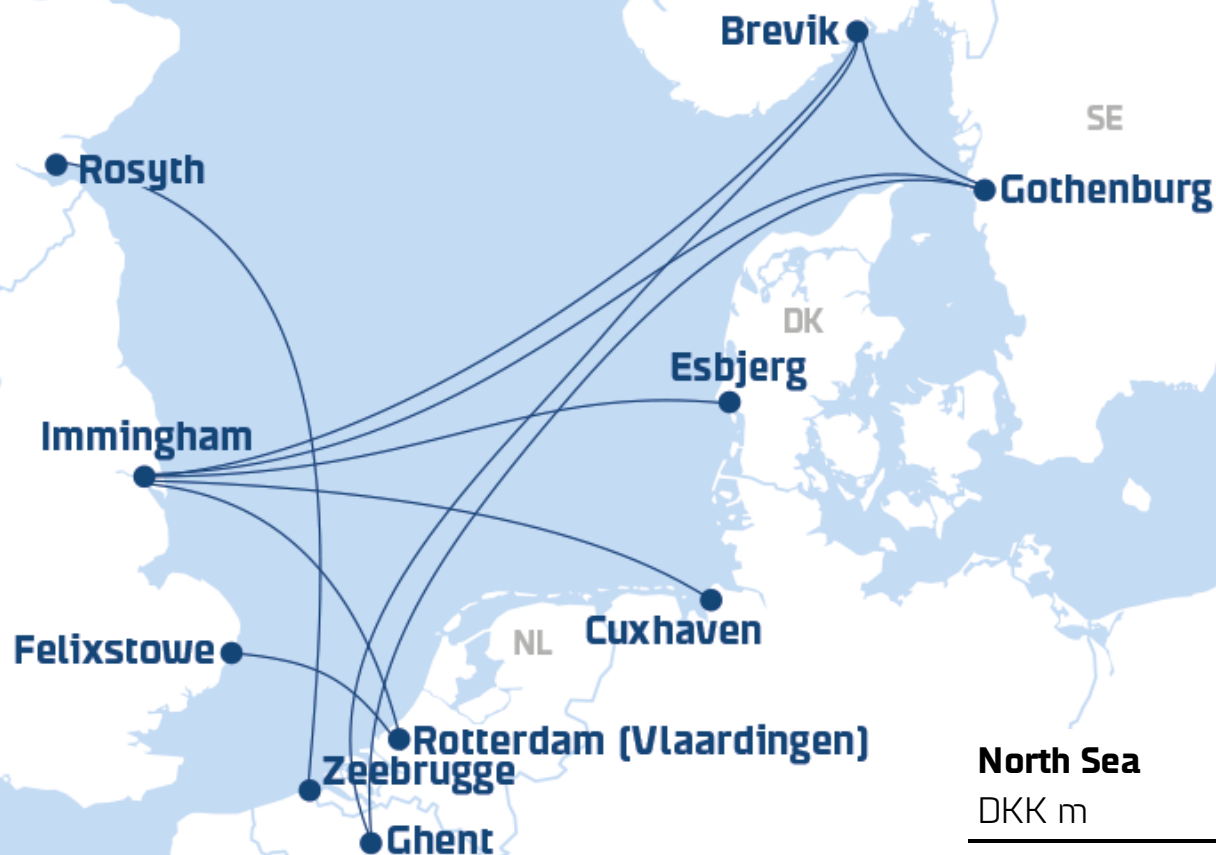 Brevik
SE
Rosyth
Gothenburg
DK
Esbjerg
Immingham
Cuxhaven
NL
Felixstowe
Rotterdam (Vlaardingen)
Zeebrugge
Ghent
North Sea
DKK m